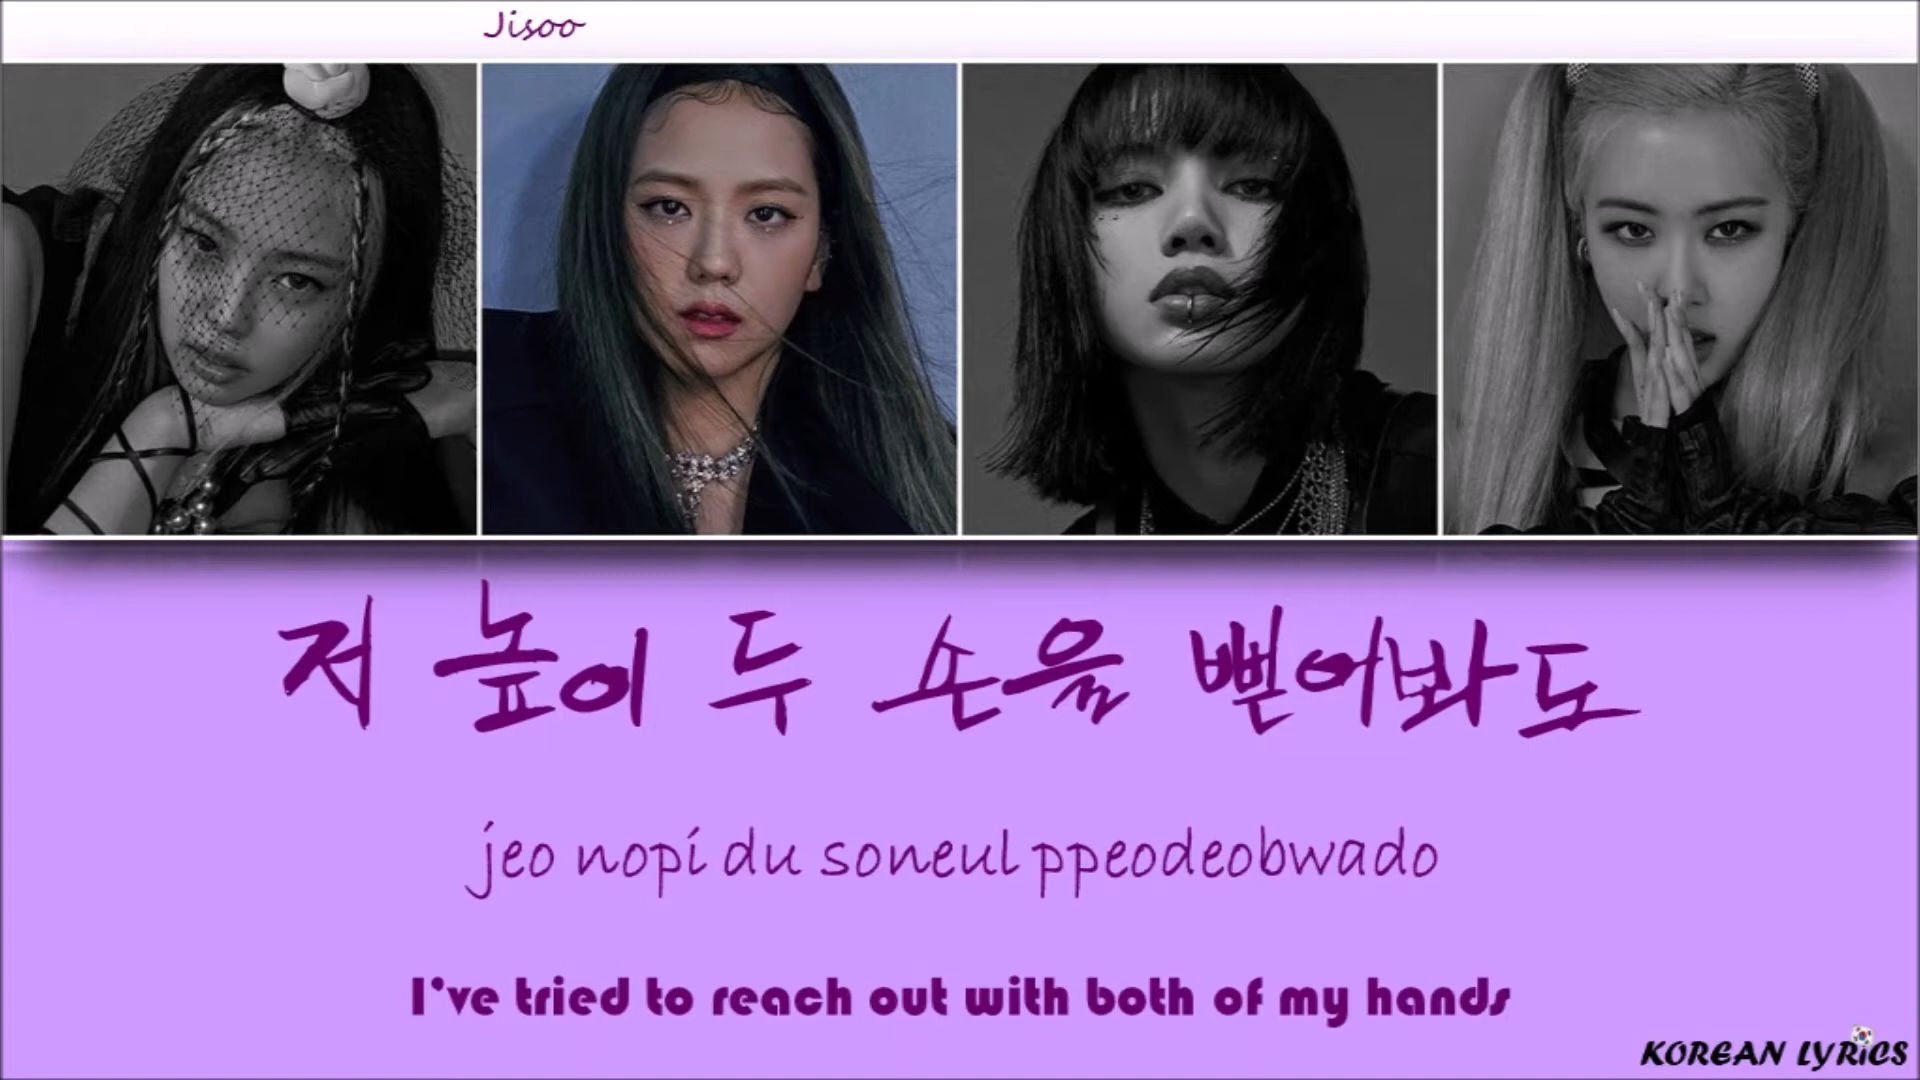 Jisoo
저 높이 두 손을 뻗어봐도
jeo nopi du soneul ppeodeobwado
I've tried to reach out with both of my hands
KOREAN LYRICS